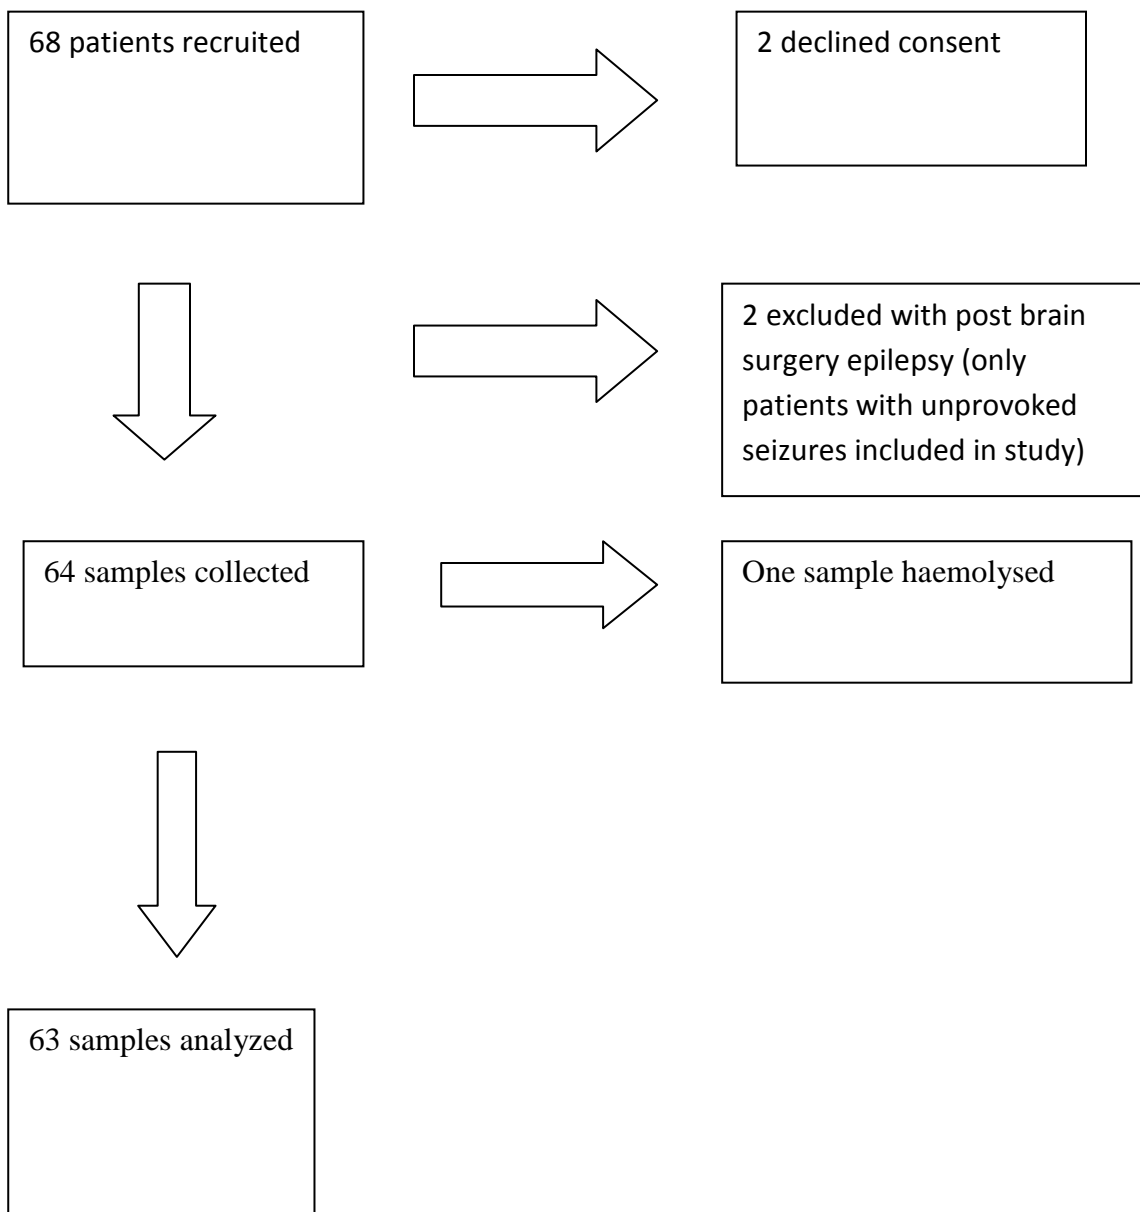 68 patients recruited
2 declined consent
2 excluded with post brain
surgery epilepsy (only
patients with unprovoked
seizures included in study)
64 samples collected
One sample haemolysed
63 samples analyzed